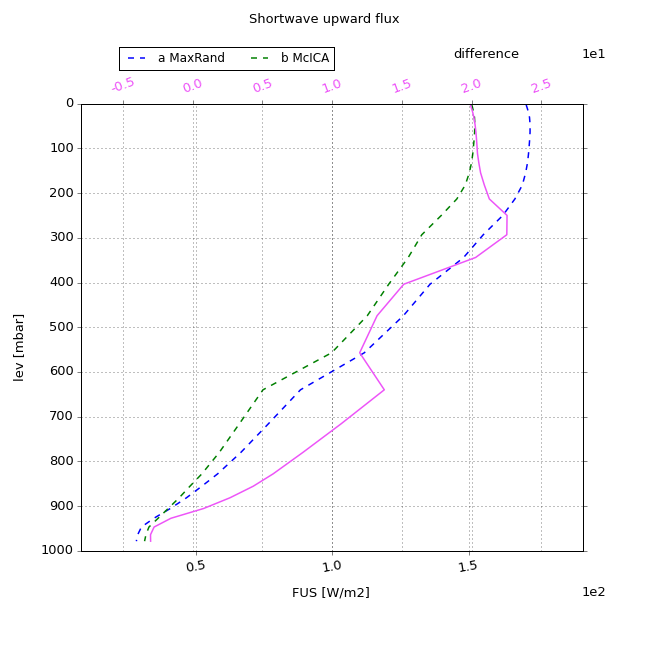 Shortwave upward flux
a MaxRand b McICA difference 1e1
-0.5 0.0 0.5 1.0 1.5 2.0 2.5
0
100
200
300
400
500
600
700
800
900
1000
lev [mbar]
0.5 1.0 1.5
FUS [W/m2] 1e2